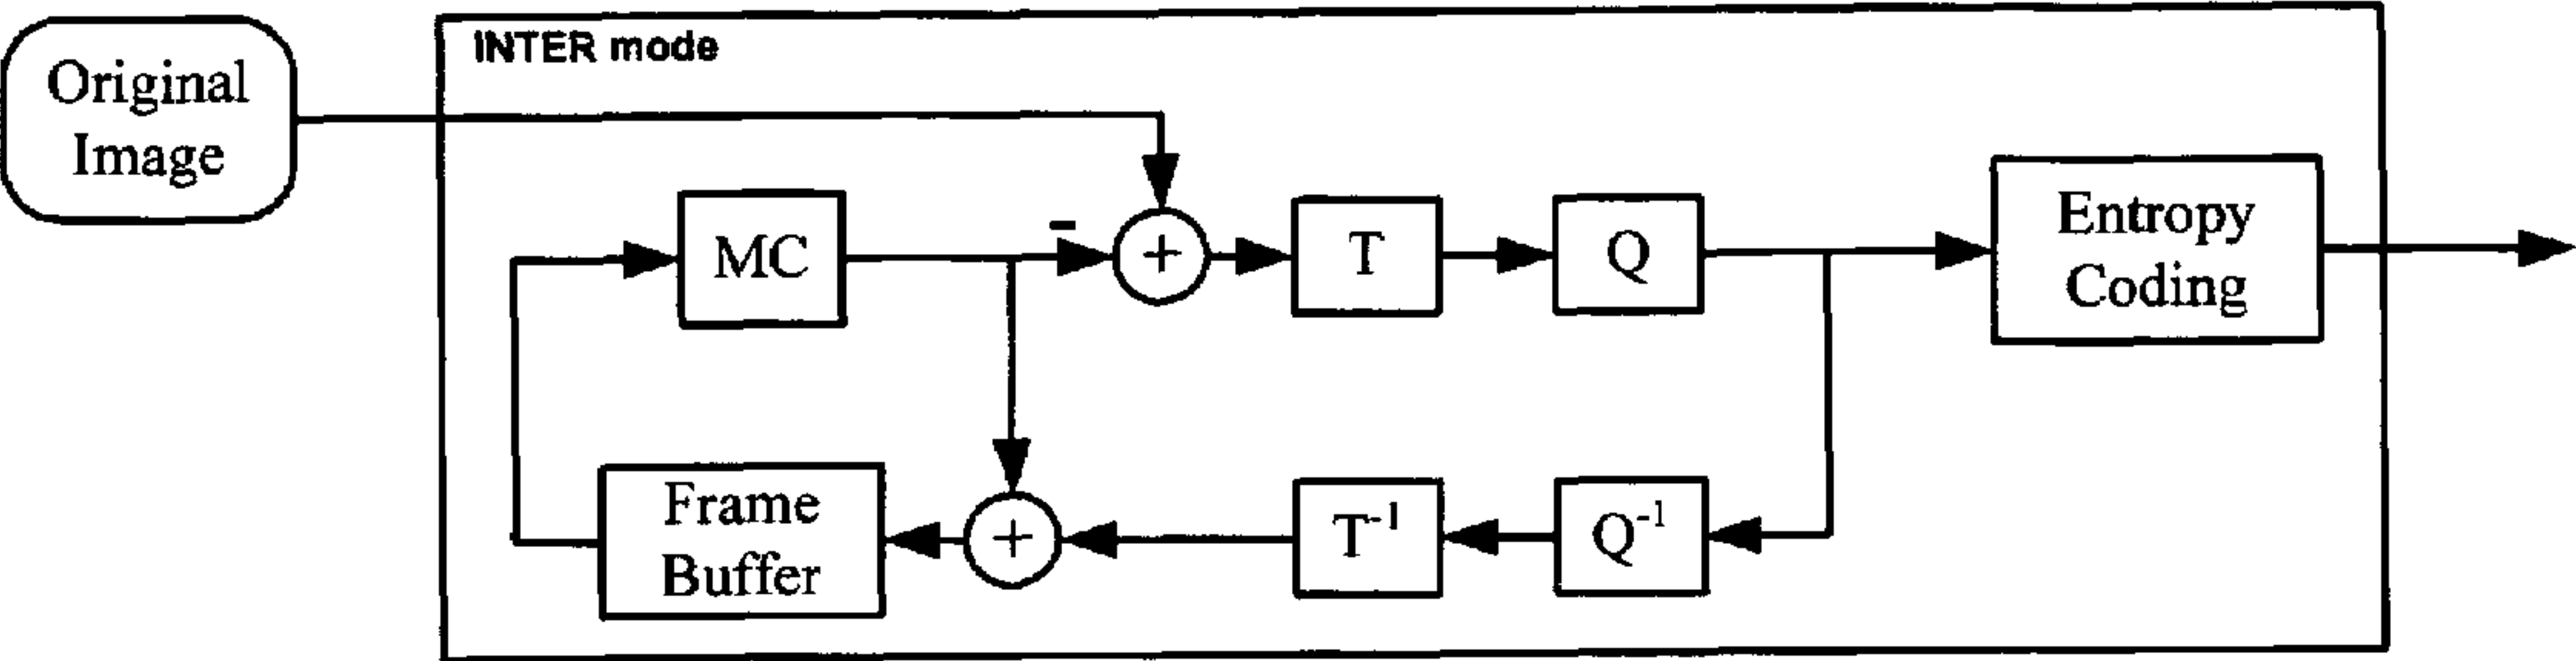 INTER mode
Original
Image
-
MC
+
T
Q
Entropy
Coding
Frame
Buffer
+
T-1
Q-1